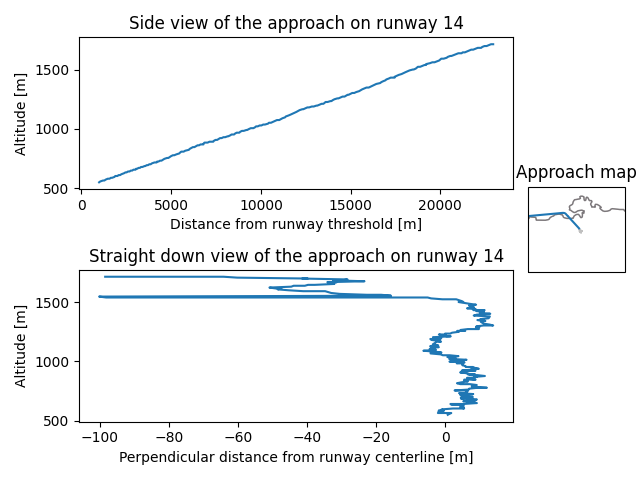 Side view of the approach on runway 14
Altitude [m]
1500
1000
500
0 5000 10000 15000 20000
Distance from runway threshold [m]
Approach map
Straight down view of the approach on runway 14
Altitude [m]
1500
1000
500
−100 −80 −60 −40 −20 0
Perpendicular distance from runway centerline [m]